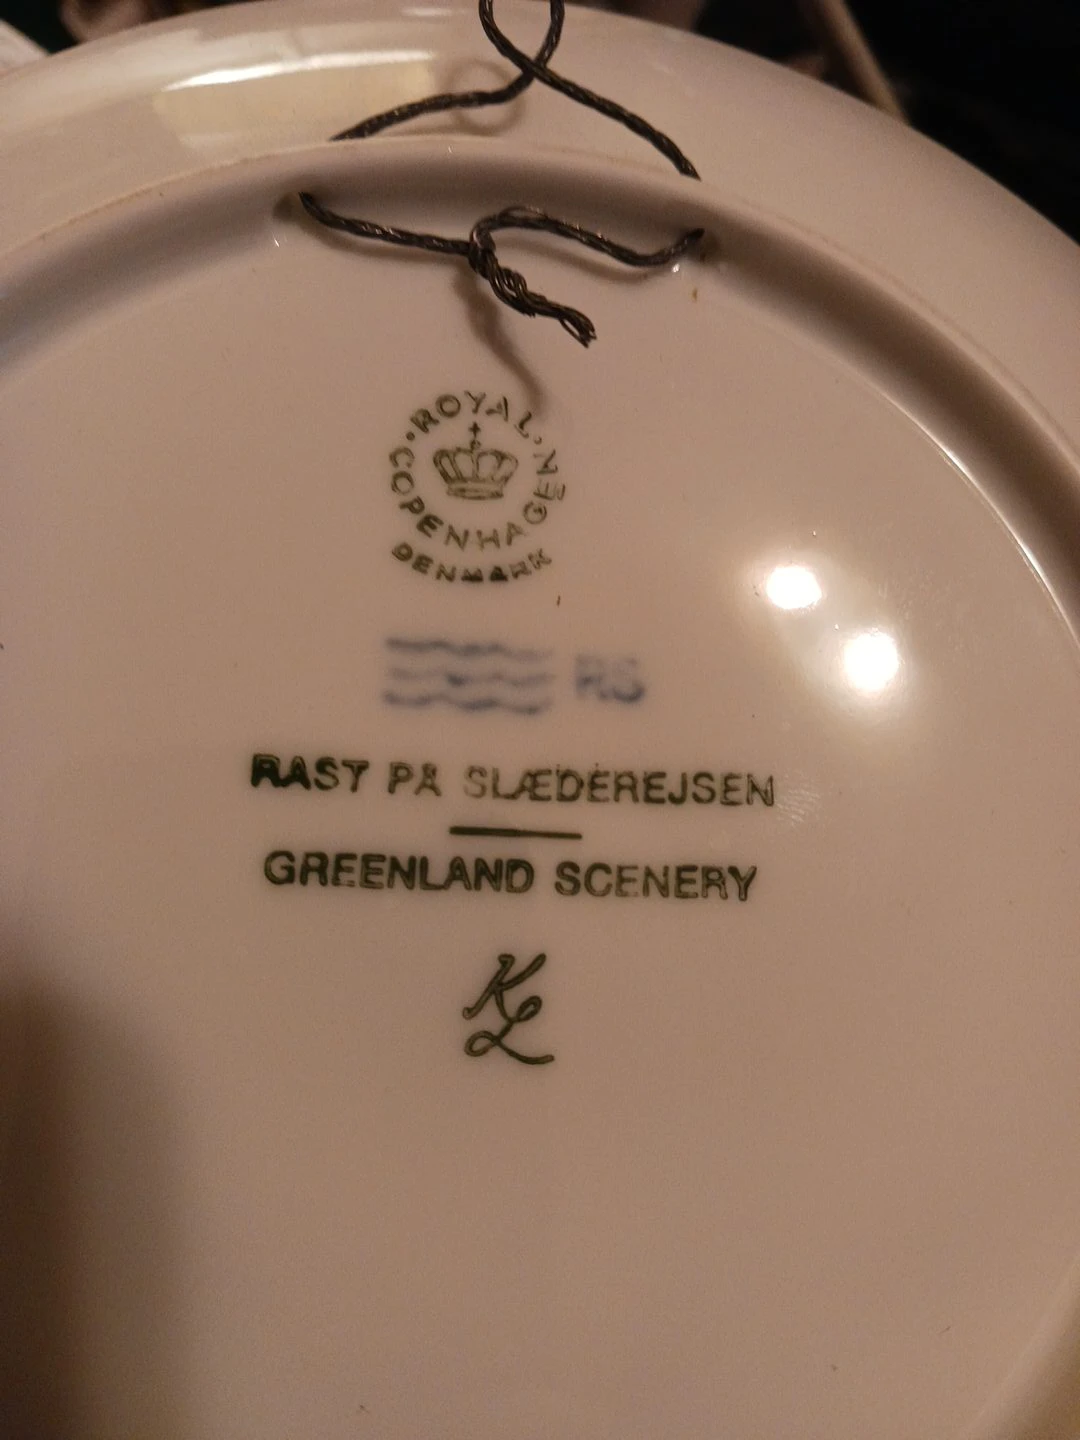 ROYAL · COPENHAGEN ·
DENMARK
RS
RAST PÅ SLÆDEREJSEN
GREENLAND SCENERY
KL